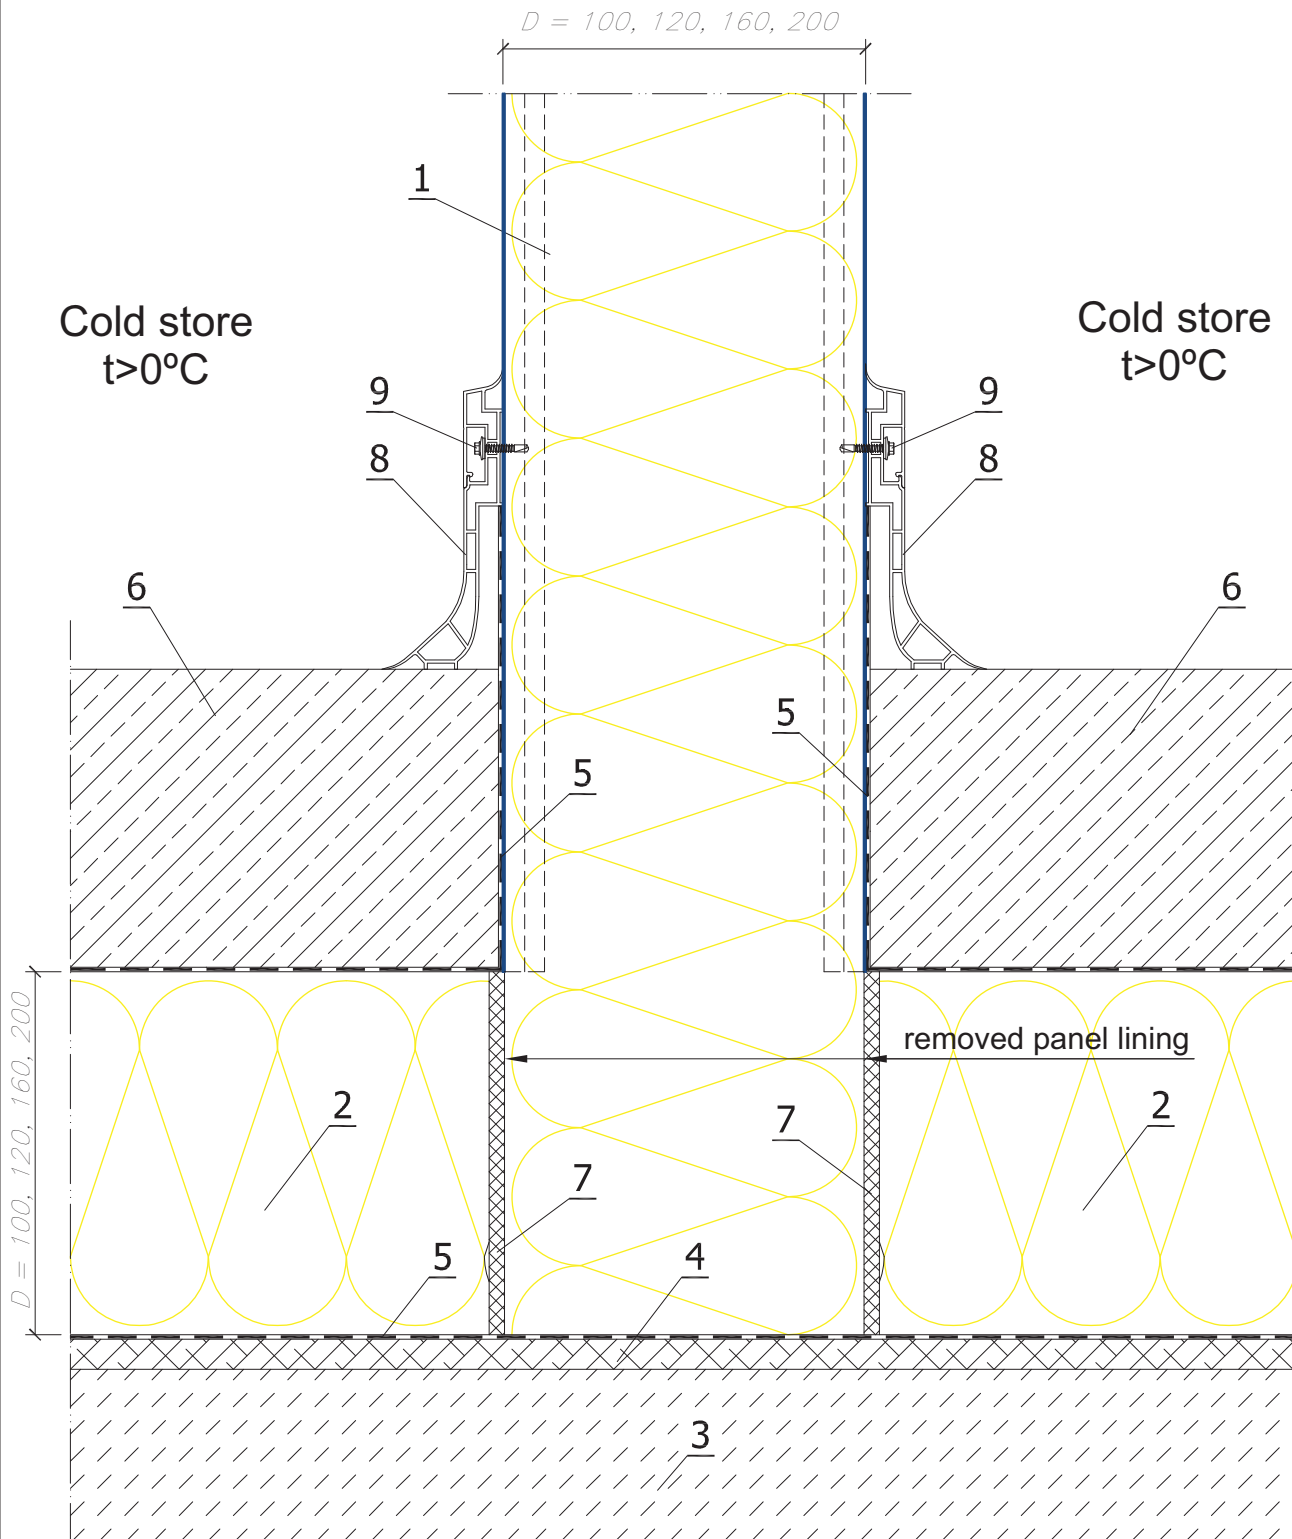 D = 100, 120, 160, 200
1
Cold store
t>0ºC
Cold store
t>0ºC
9
9
8
8
6
6
5
5
removed panel lining
2
2
7
7
5
4
D = 100, 120, 160, 200
3